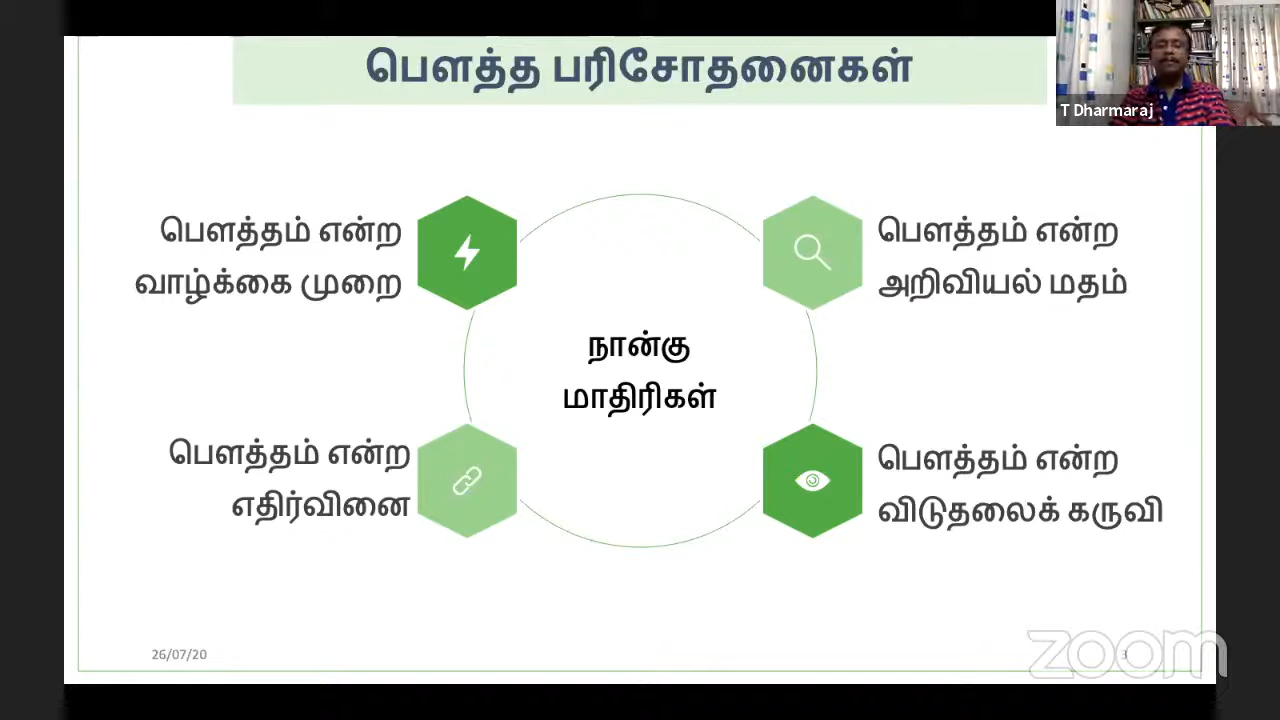 பௌத்த பரிசோதனைகள்
T Dharmaraj
பௌத்தம் என்ற
வாழ்க்கை முறை
பௌத்தம் என்ற
அறிவியல் மதம்
நான்கு
மாதிரிகள்
பௌத்தம் என்ற
எதிர்வினை
பௌத்தம் என்ற
விடுதலைக் கருவி
26/07/20
3
zoom